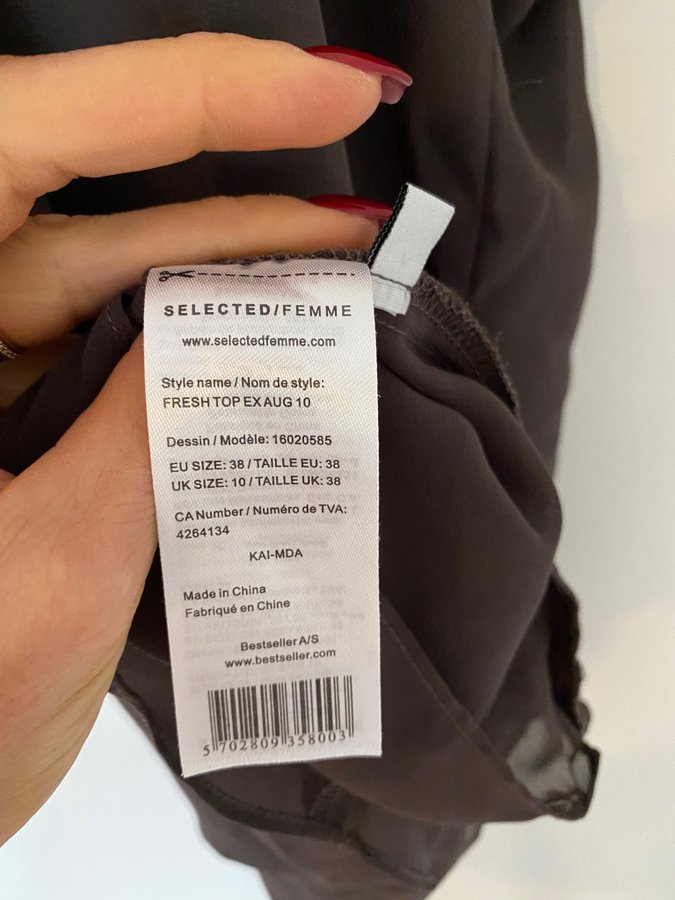 SELECTED/FEMME
www.selectedfemme.com
Style name / Nom de style:
FRESH TOP EX AUG 10
Dessin / Modèle: 16020585
EU SIZE: 38 / TAILLE EU: 38
UK SIZE: 10 / TAILLE UK: 38
CA Number / Numéro de TVA:
4264134
KAI-MDA
Made in China
Fabriqué en Chine
Bestseller A/S
www.bestseller.com
5 702809 358003